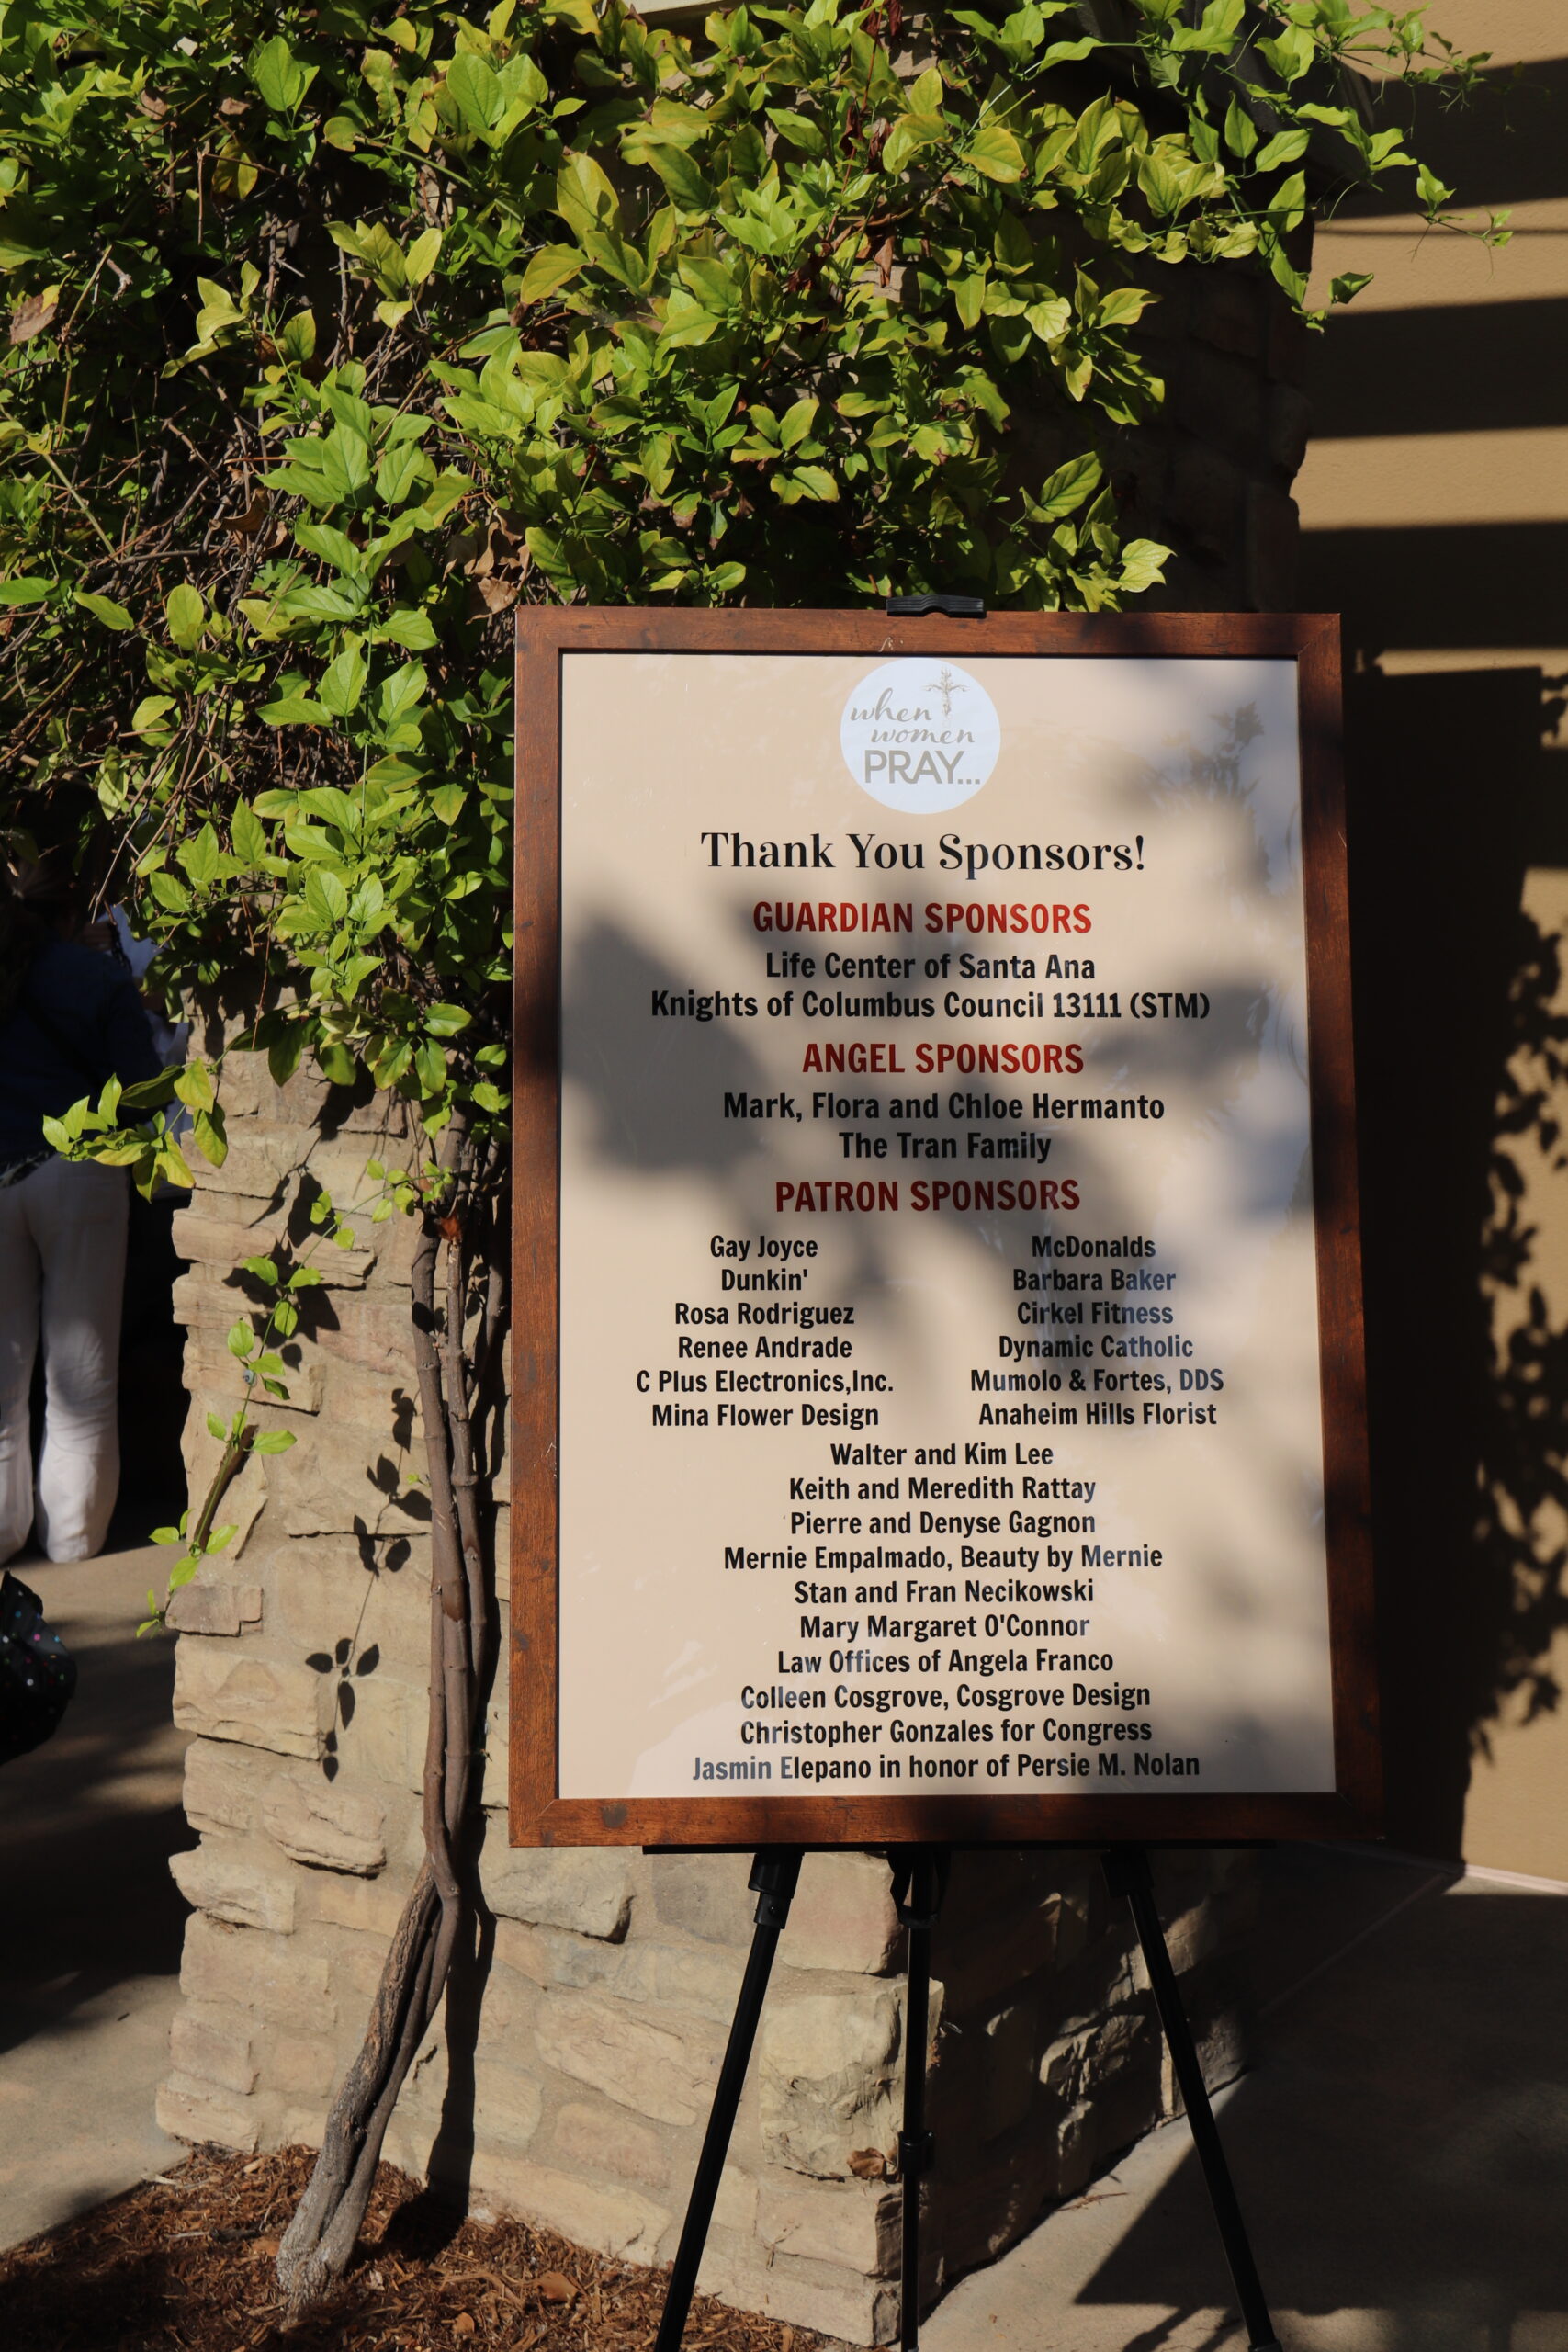 when
women
PRAY...
Thank You Sponsors!
GUARDIAN SPONSORS
Life Center of Santa Ana
Knights of Columbus Council 13111 (STM)
ANGEL SPONSORS
Mark, Flora and Chloe Hermanto
The Tran Family
PATRON SPONSORS
Gay Joyce
Dunkin'
Rosa Rodriguez
Renee Andrade
C Plus Electronics,Inc.
Mina Flower Design
McDonalds
Barbara Baker
Cirkel Fitness
Dynamic Catholic
Mumolo & Fortes, DDS
Anaheim Hills Florist
Walter and Kim Lee
Keith and Meredith Rattay
Pierre and Denyse Gagnon
Mernie Empalmado, Beauty by Mernie
Stan and Fran Necikowski
Mary Margaret O'Connor
Law Offices of Angela Franco
Colleen Cosgrove, Cosgrove Design
Christopher Gonzales for Congress
Jasmin Elepano in honor of Persie M. Nolan